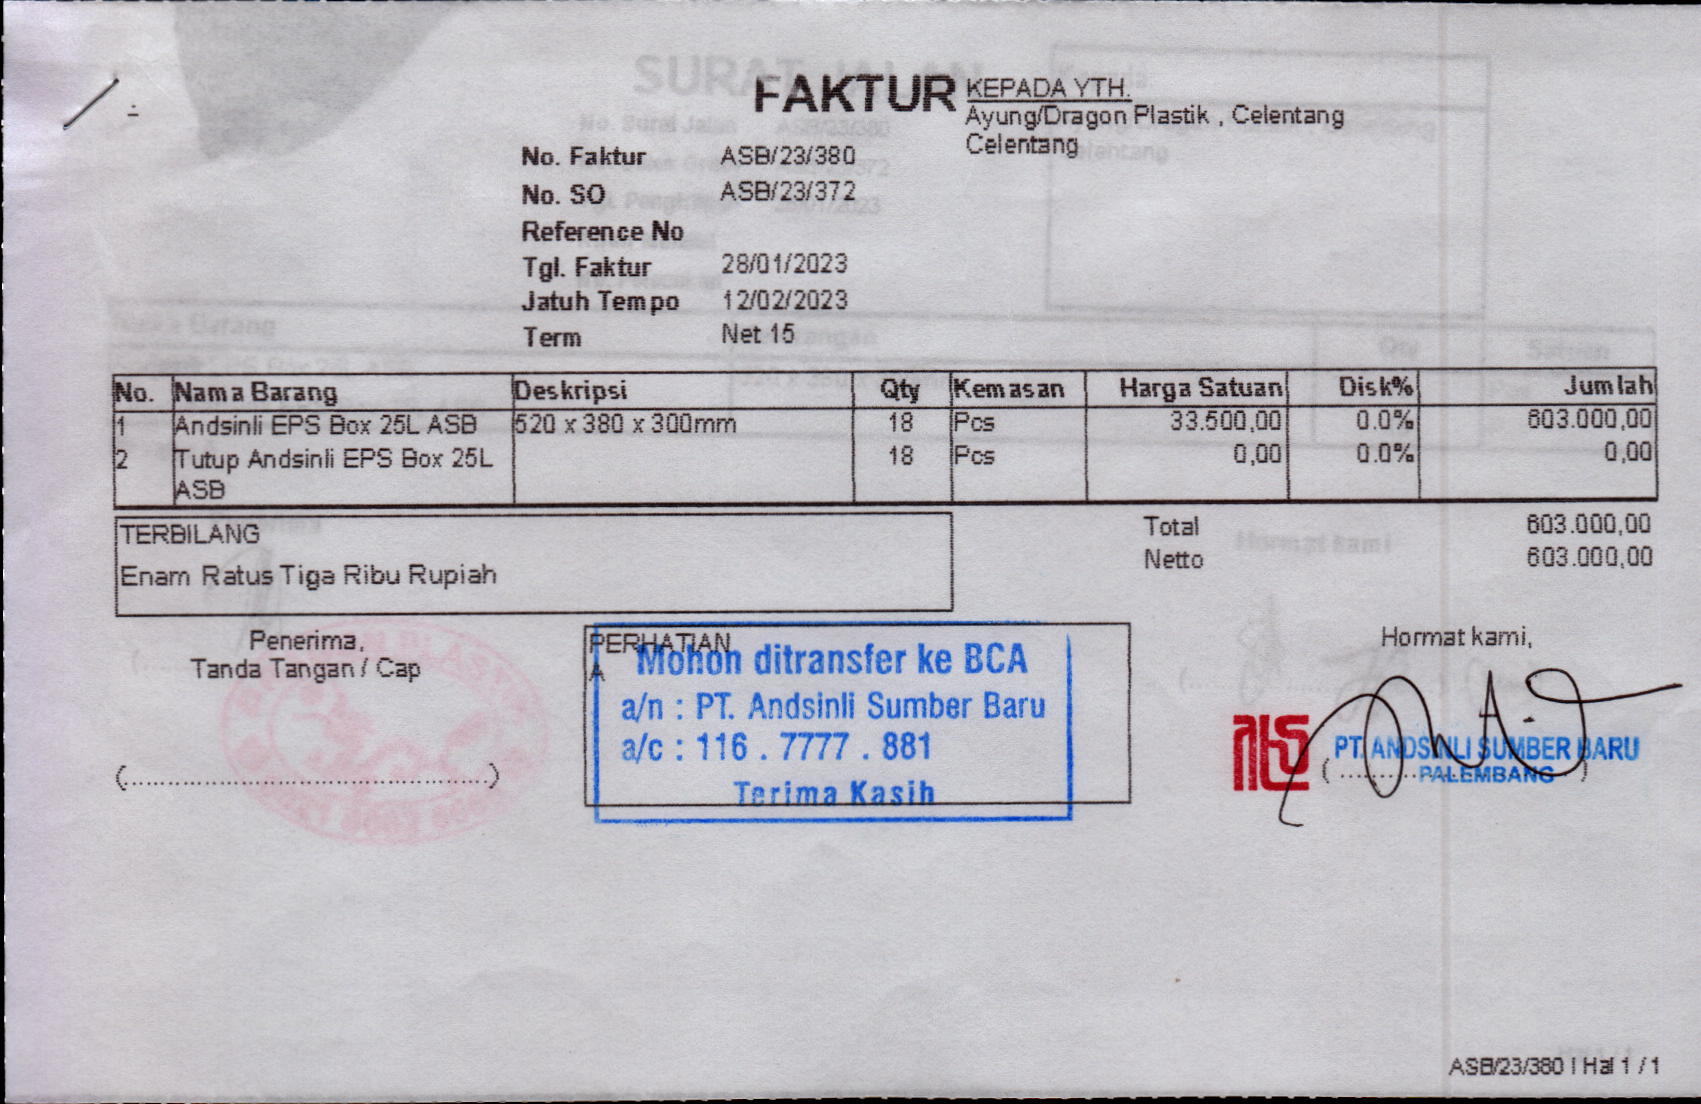 FAKTUR
KEPADA YTH.
Ayung/Dragon Plastik , Celentang
Celentang
No. Faktur ASB/23/380
No. SO ASB/23/372
Reference No
Tgl. Faktur 28/01/2023
Jatuh Tempo 12/02/2023
Term Net 15
No. Nama Barang Deskripsi Qty Kemasan Harga Satuan Disk% Jumlah
1 Andsinli EPS Box 25L ASB 520 x 380 x 300mm 18 Pcs 33.500,00 0.0% 603.000,00
2 Tutup Andsinli EPS Box 25L 18 Pcs 0,00 0.0% 0,00
ASB
TERBILANG
Enam Ratus Tiga Ribu Rupiah
Total 603.000,00
Netto 603.000,00
Penerima,
Tanda Tangan / Cap
(........................................)
PERHATIAN
A
Mohon ditransfer ke BCA
a/n : PT. Andsinli Sumber Baru
a/c : 116 . 7777 . 881
Terima Kasih
Hormat kami,
PT. ANDSINLI SUMBER BARU
PALEMBANG
ASB/23/380 | Hal 1 / 1